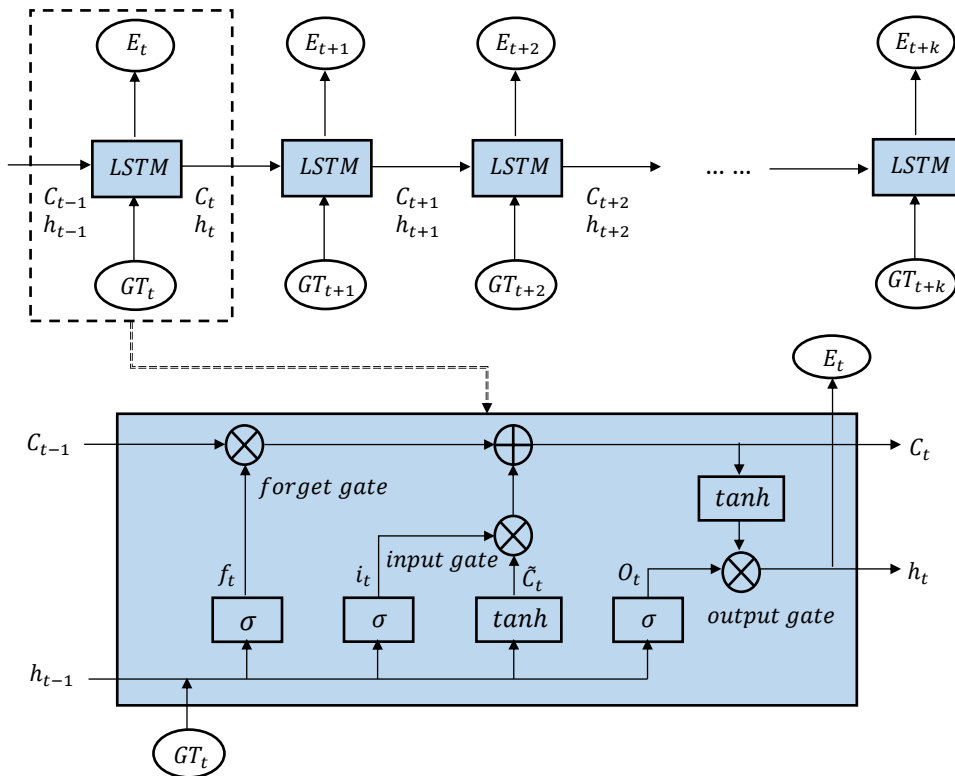 E_t E_{t+1} E_{t+2} E_{t+k}
LSTM LSTM LSTM … … LSTM
C_{t−1} C_t C_{t+1} C_{t+2}
h_{t−1} h_t h_{t+1} h_{t+2}
GT_t GT_{t+1} GT_{t+2} GT_{t+k}
E_t
C_{t−1} C_t
forget gate tanh
input gate
f_t i_t C̃_t O_t h_t
σ σ tanh σ output gate
h_{t−1}
GT_t